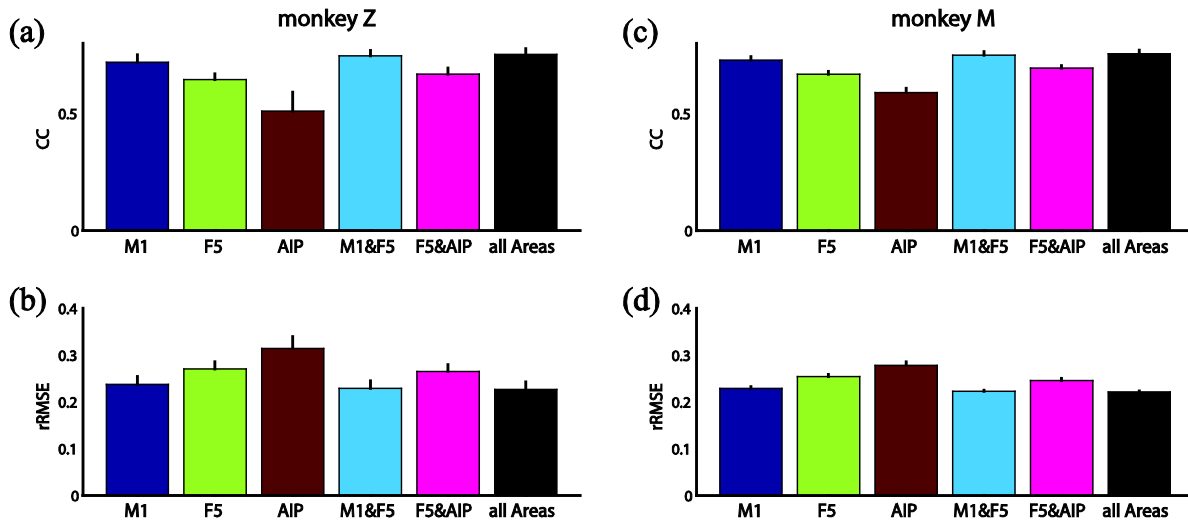 monkey Z
(a)
CC
0.5
0
M1 F5 AIP M1&F5 F5&AIP all Areas
(b)
rRMSE
0.4
0.3
0.2
0.1
0
M1 F5 AIP M1&F5 F5&AIP all Areas
monkey M
(c)
CC
0.5
0
M1 F5 AIP M1&F5 F5&AIP all Areas
(d)
rRMSE
0.4
0.3
0.2
0.1
0
M1 F5 AIP M1&F5 F5&AIP all Areas